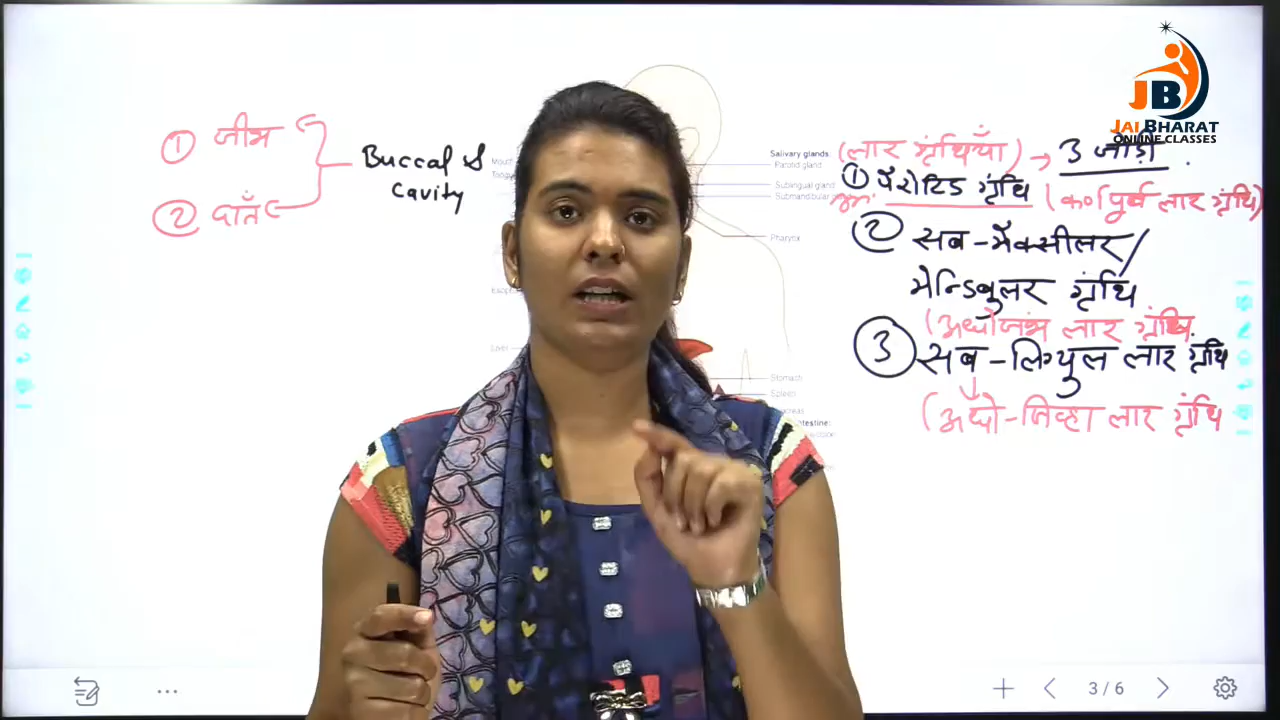 JB
JAI BHARAT
ONLINE CLASSES
① जीभ
② दाँत
Buccal
Cavity
Mouth
Salivary glands
Parotid gland
Sublingual gland
Submandibular
Pharynx
Liver
Stomach
Spleen
(लार ग्रंथियाँ) → 3 जोड़ी
① पैरोटिड ग्रंथि (कर्णपूर्व लार ग्रंथि)
② सब-मैक्सीलर/
मेन्डिबुलर ग्रंथि
(अधोजंभ लार ग्रंथि
③ सब-लिंग्युल लार ग्रंथि
(अधो-जिव्हा लार ग्रंथि
3/6